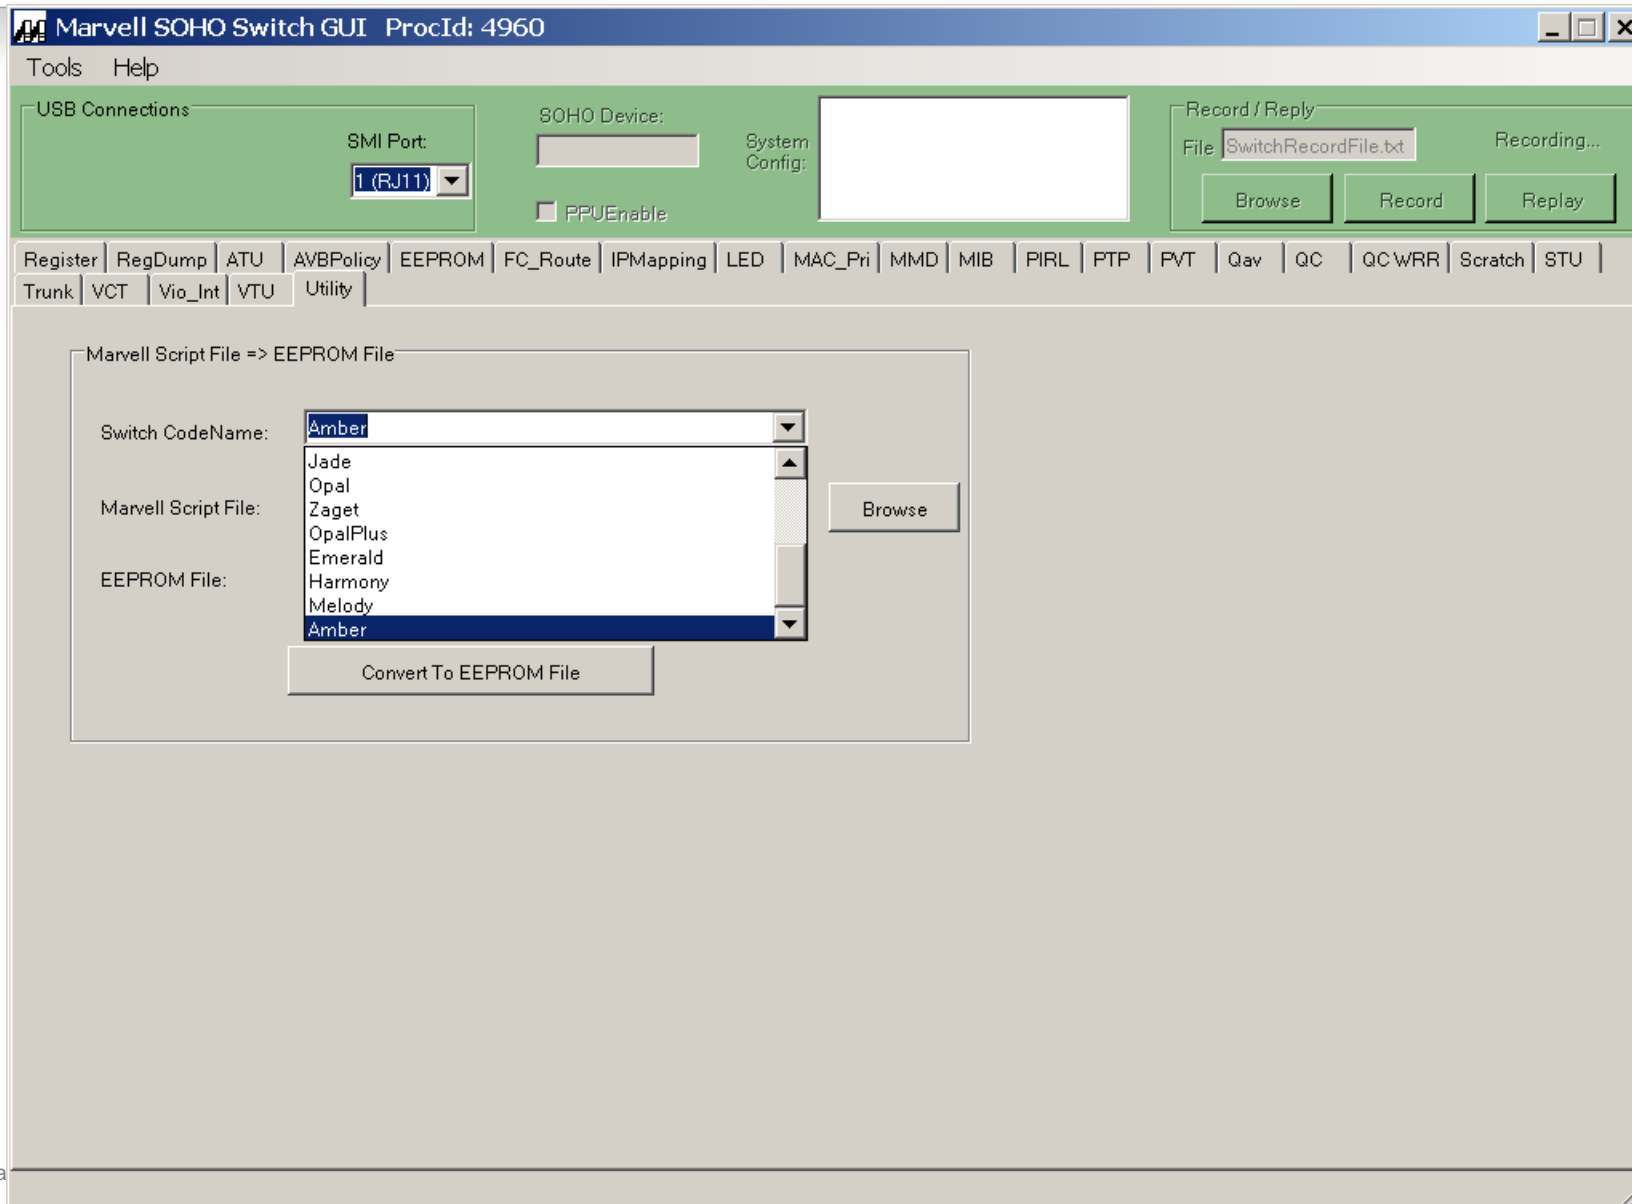 Marvell SOHO Switch GUI ProcId: 4960
Tools Help
USB Connections
SMI Port:
1 (RJ11)
SOHO Device:
PPUEnable
System
Config:
Record / Reply
File SwitchRecordFile.txt Recording...
Browse Record Replay
Register RegDump ATU AVBPolicy EEPROM FC_Route IPMapping LED MAC_Pri MMD MIB PIRL PTP PVT Qav QC QC WRR Scratch STU
Trunk VCT Vio_Int VTU Utility
Marvell Script File => EEPROM File
Switch CodeName: Amber
Jade
Opal
Zaget
OpalPlus
Emerald
Harmony
Melody
Amber
Marvell Script File: Browse
EEPROM File:
Convert To EEPROM File